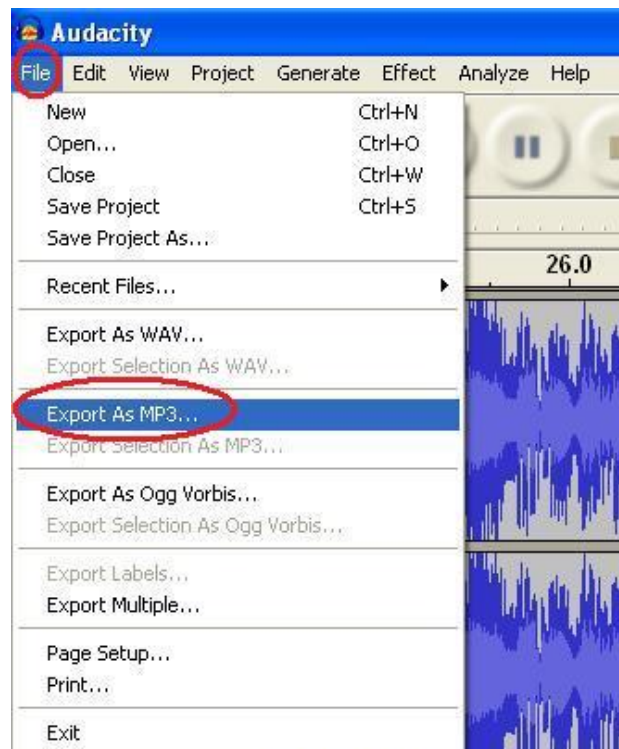 Audacity
File Edit View Project Generate Effect Analyze Help
New Ctrl+N
Open... Ctrl+O
Close Ctrl+W
Save Project Ctrl+S
Save Project As...
26.0
Recent Files...
Export As WAV...
Export Selection As WAV...
Export As MP3...
Export Selection As MP3...
Export As Ogg Vorbis...
Export Selection As Ogg Vorbis...
Export Labels...
Export Multiple...
Page Setup...
Print...
Exit